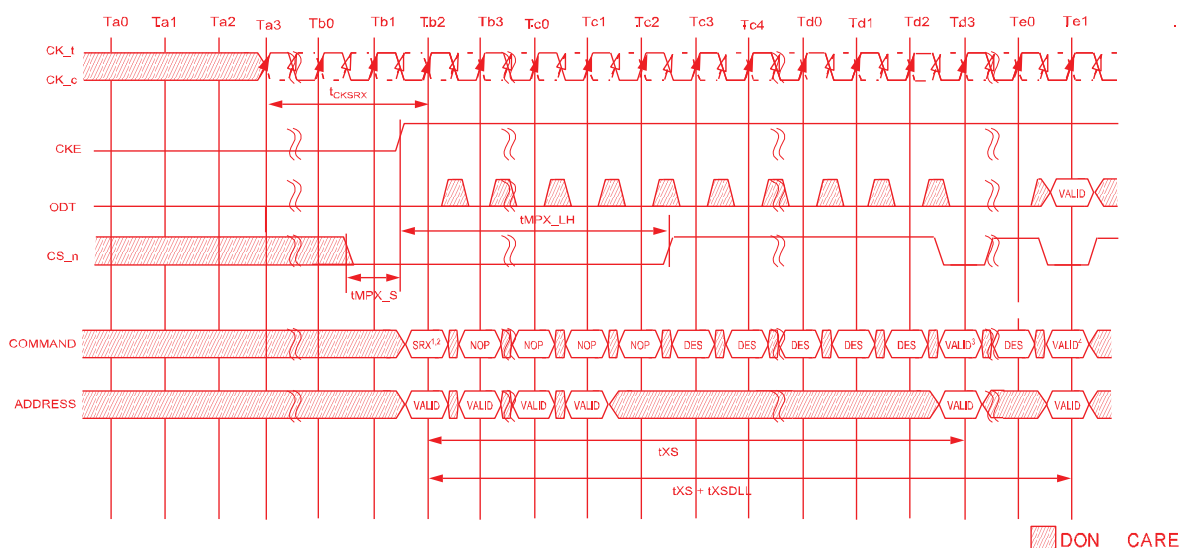 Ta0 Ta1 Ta2 Ta3 Tb0 Tb1 Tb2 Tb3 Tc0 Tc1 Tc2 Tc3 Tc4 Td0 Td1 Td2 Td3 Te0 Te1
CK_t
CK_c
tCKSRX
CKE
ODT VALID
tMPX_LH
CS_n
tMPX_S
COMMAND SRX1,2 NOP NOP NOP NOP DES DES DES DES DES VALID3 DES VALID4
ADDRESS VALID VALID VALID VALID VALID VALID
tXS
tXS + tXSDLL
DON CARE